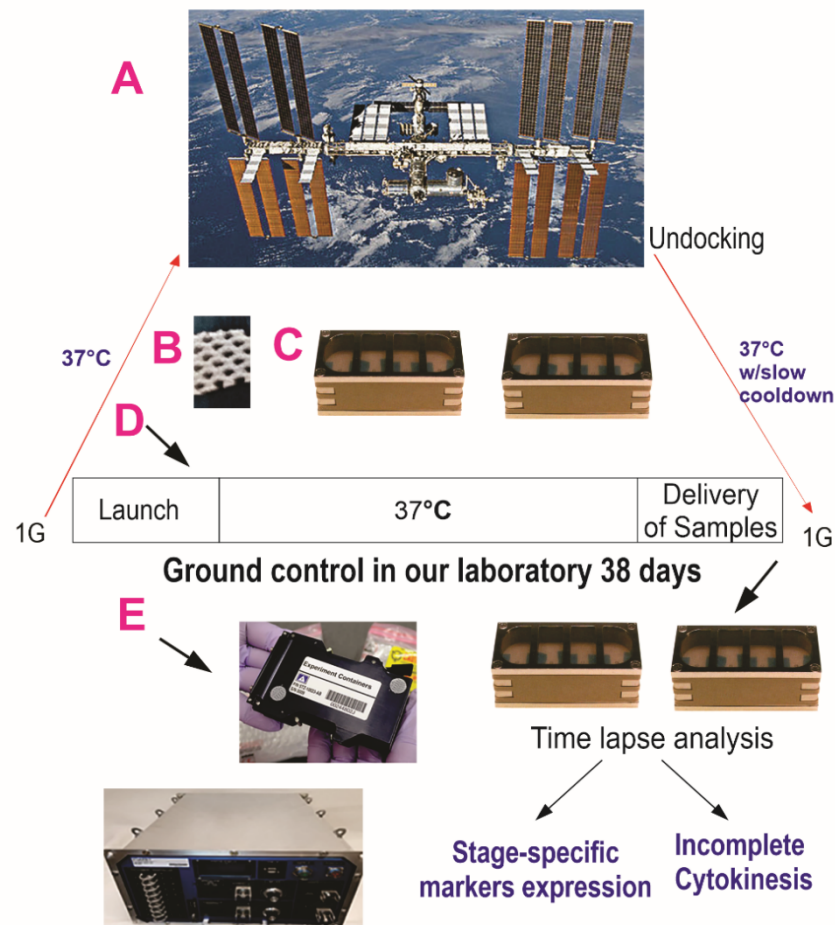 A
Undocking
37°C
B
C
37°C
w/slow
cooldown
D
1G
Launch
37°C
Delivery
of Samples
1G
Ground control in our laboratory 38 days
E
Experiment Containers
Time lapse analysis
Stage-specific
markers expression
Incomplete
Cytokinesis